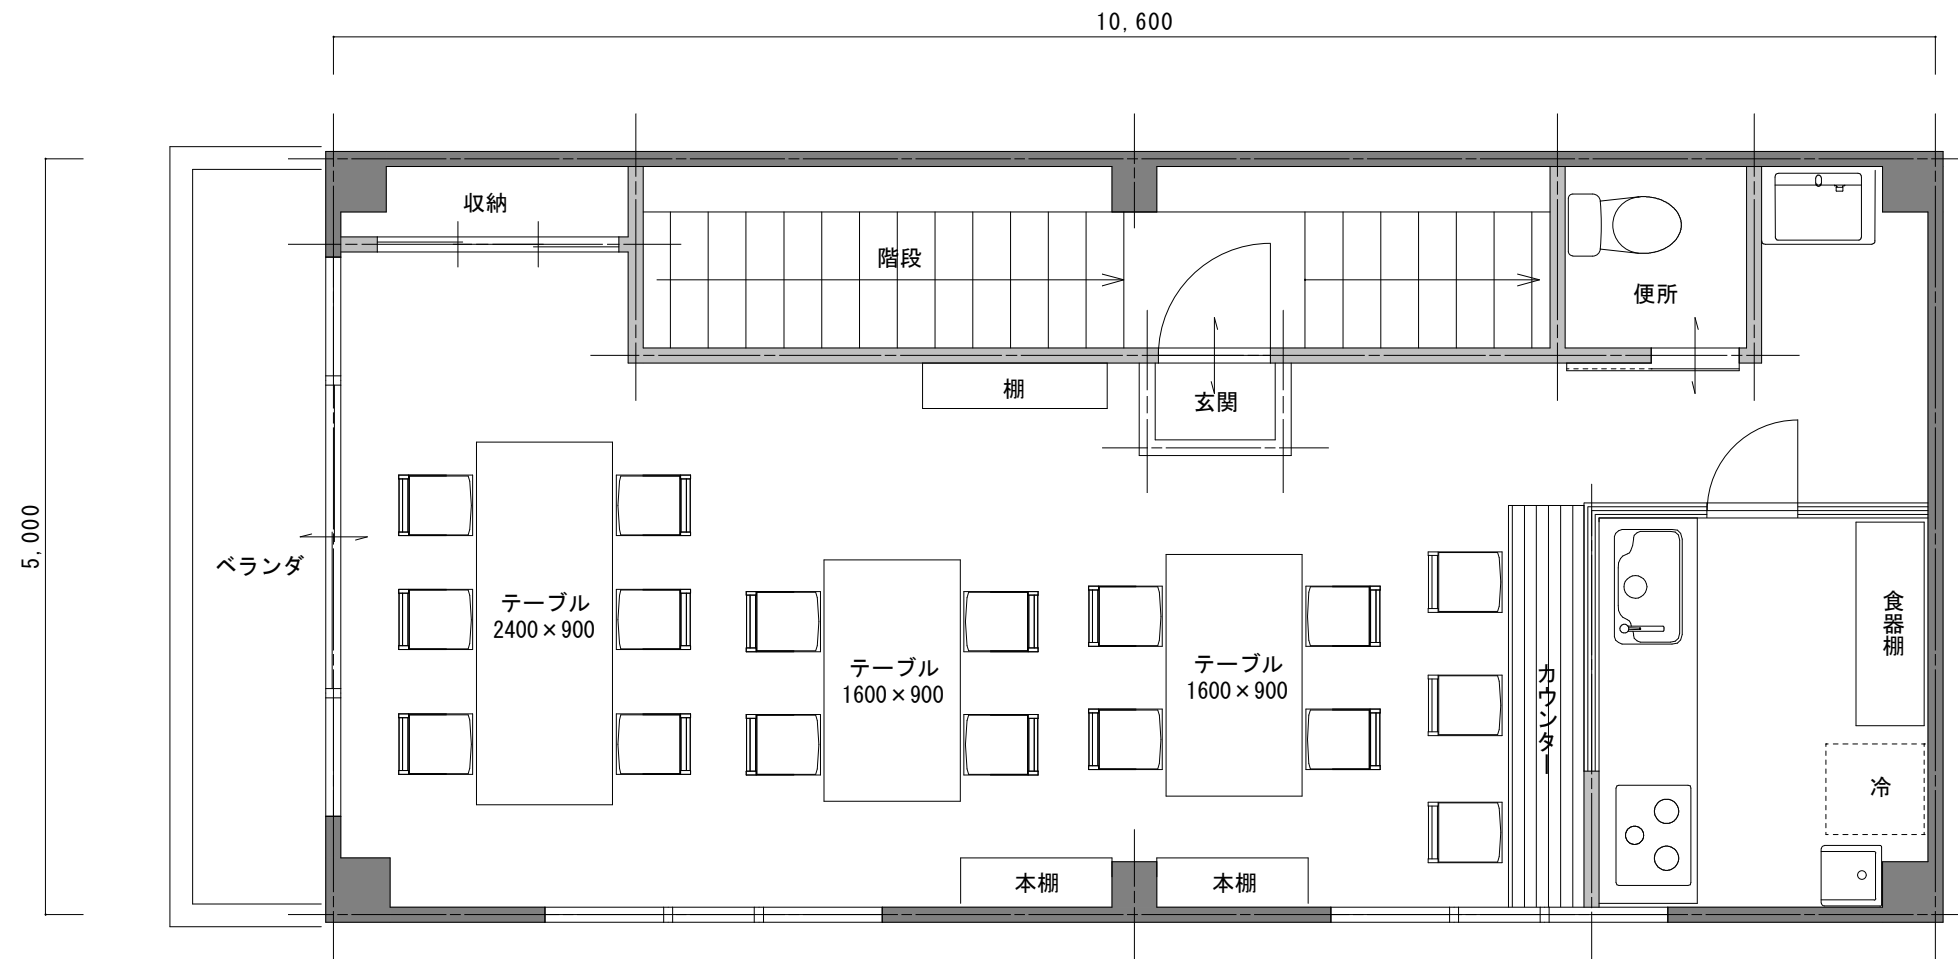 10,600
収納
階段
便所
棚
玄関
5,000
ベランダ
テーブル
2400×900
テーブル
1600×900
テーブル
1600×900
カウンター
食器棚
冷
本棚
本棚